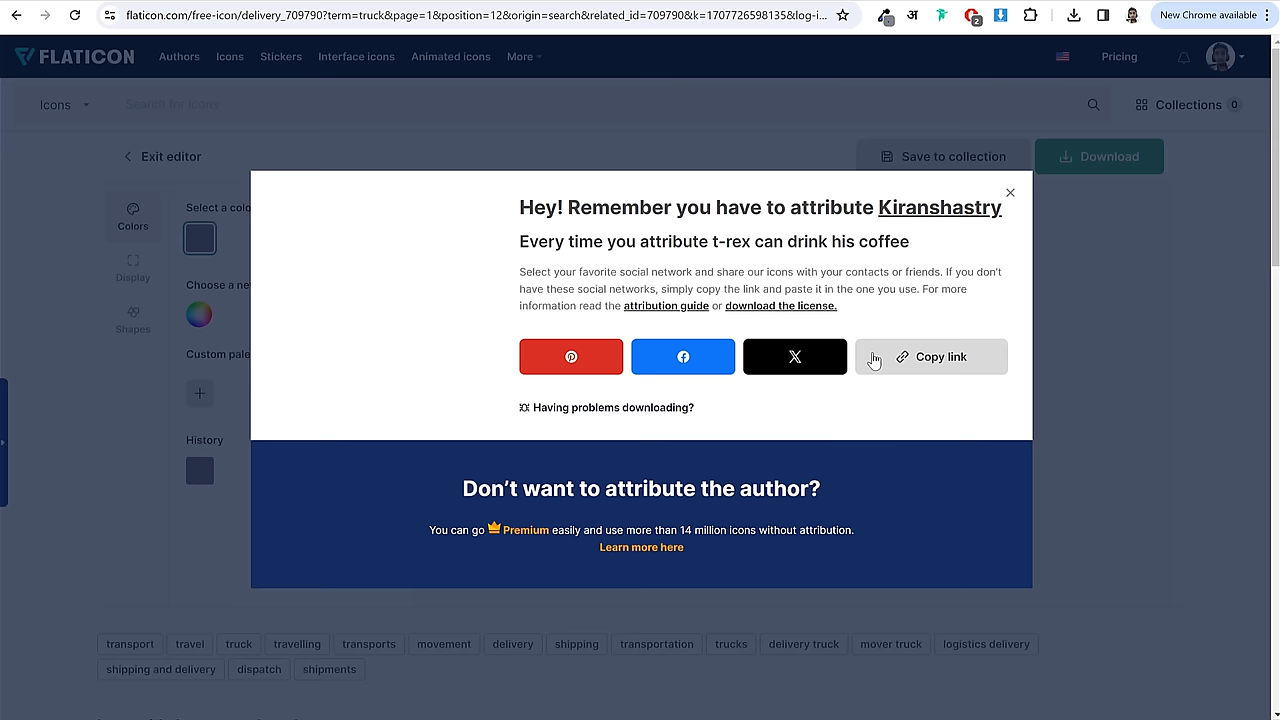 flaticon.com/free-icon/delivery_709790?term=truck&page=1&position=12&origin=search&related_id=709790&k=1707726598135&log-i...
अ
2
New Chrome available
FLATICON
Authors
Icons
Stickers
Interface icons
Animated icons
More
Pricing
Icons
Search for icons
Collections 0
Exit editor
Save to collection
Download
Colors
Display
Shapes
Select a colo
Choose a ne
Custom pale
History
Hey! Remember you have to attribute Kiranshastry
Every time you attribute t-rex can drink his coffee
Select your favorite social network and share our icons with your contacts or friends. If you don't
have these social networks, simply copy the link and paste it in the one you use. For more
information read the attribution guide or download the license.
Copy link
Having problems downloading?
Don't want to attribute the author?
You can go Premium easily and use more than 14 million icons without attribution.
Learn more here
transport travel truck travelling transports movement delivery shipping transportation trucks delivery truck mover truck logistics delivery
shipping and delivery dispatch shipments